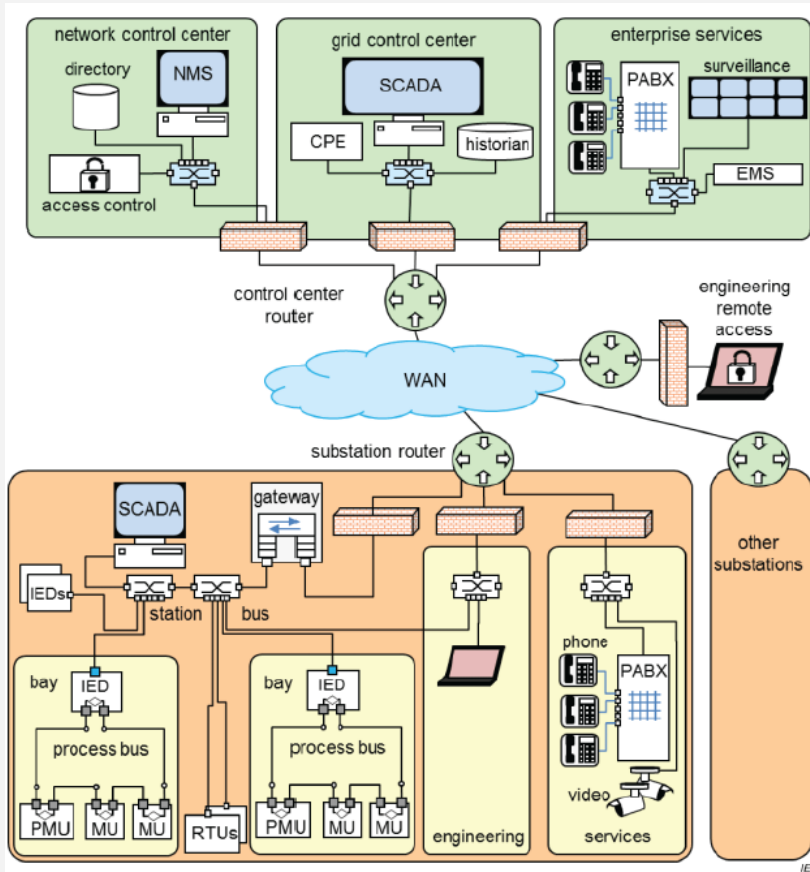 network control center
directory
NMS
access control
grid control center
SCADA
CPE
historian
enterprise services
PABX
surveillance
EMS
control center
router
engineering
remote
access
WAN
substation router
SCADA
gateway
IEDs
station
bus
bay
IED
process bus
PMU
MU
MU
RTUs
bay
IED
process bus
PMU
MU
MU
engineering
phone
PABX
video
services
other
substations